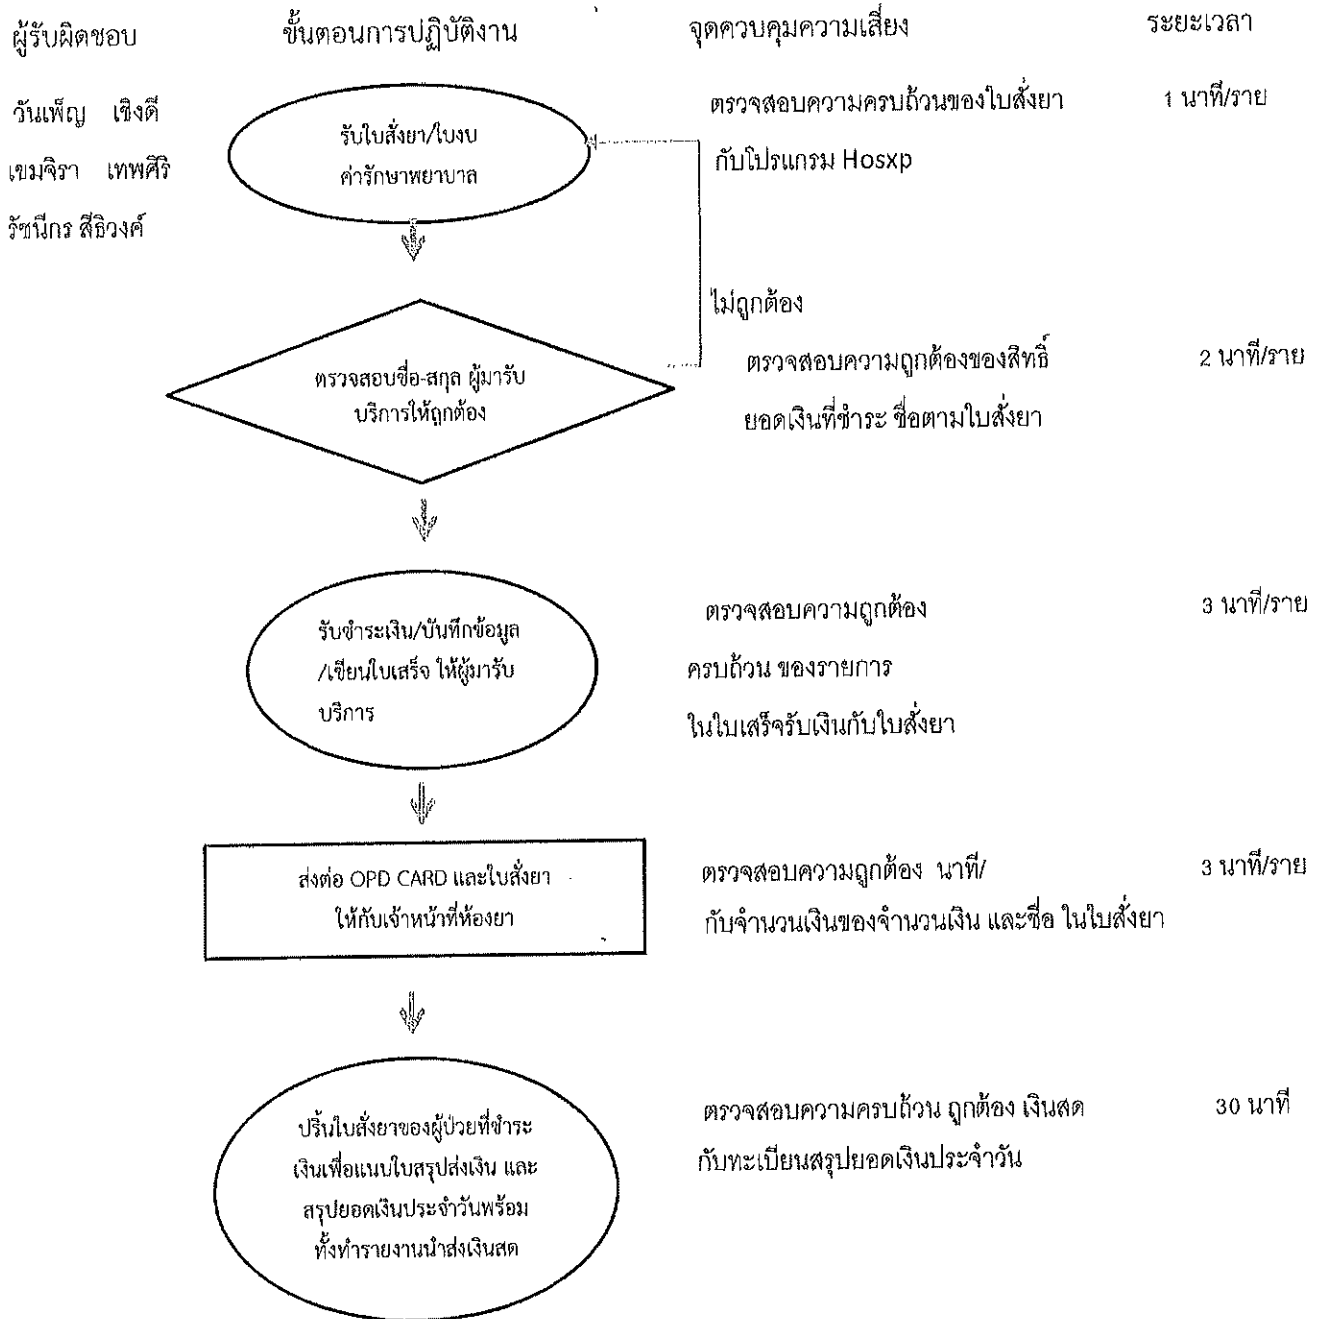 ผู้รับผิดชอบ ขั้นตอนการปฏิบัติงาน จุดควบคุมความเสี่ยง ระยะเวลา
วันเพ็ญ เชิงดี
เขมจิรา เทพศิริ
รัชนีกร สีธิวงค์
รับใบสั่งยา/ใบงบ
ค่ารักษาพยาบาล
ตรวจสอบความครบถ้วนของใบสั่งยา 1 นาที/ราย
กับโปรแกรม Hosxp
ไม่ถูกต้อง
ตรวจสอบชื่อ-สกุล ผู้มารับ
บริการให้ถูกต้อง
ตรวจสอบความถูกต้องของสิทธิ์ 2 นาที/ราย
ยอดเงินที่ชำระ ชื่อตามใบสั่งยา
รับชำระเงิน/บันทึกข้อมูล
/เขียนใบเสร็จ ให้ผู้มารับ
บริการ
ตรวจสอบความถูกต้อง 3 นาที/ราย
ครบถ้วน ของรายการ
ในใบเสร็จรับเงินกับใบสั่งยา
ส่งต่อ OPD CARD และใบสั่งยา
ให้กับเจ้าหน้าที่ห้องยา
ตรวจสอบความถูกต้อง นาที/ 3 นาที/ราย
กับจำนวนเงินของจำนวนเงิน และชื่อ ในใบสั่งยา
ปริ้นใบสั่งยาของผู้ป่วยที่ชำระ
เงินเพื่อแนบใบสรุปส่งเงิน และ
สรุปยอดเงินประจำวันพร้อม
ทั้งทำรายงานนำส่งเงินสด
ตรวจสอบความครบถ้วน ถูกต้อง เงินสด 30 นาที
กับทะเบียนสรุปยอดเงินประจำวัน